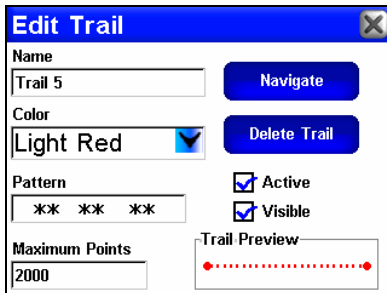 Edit Trail
Name
Trail 5
Navigate
Color
Light Red
Delete Trail
Pattern
** ** **
Active
Visible
Maximum Points
2000
Trail Preview